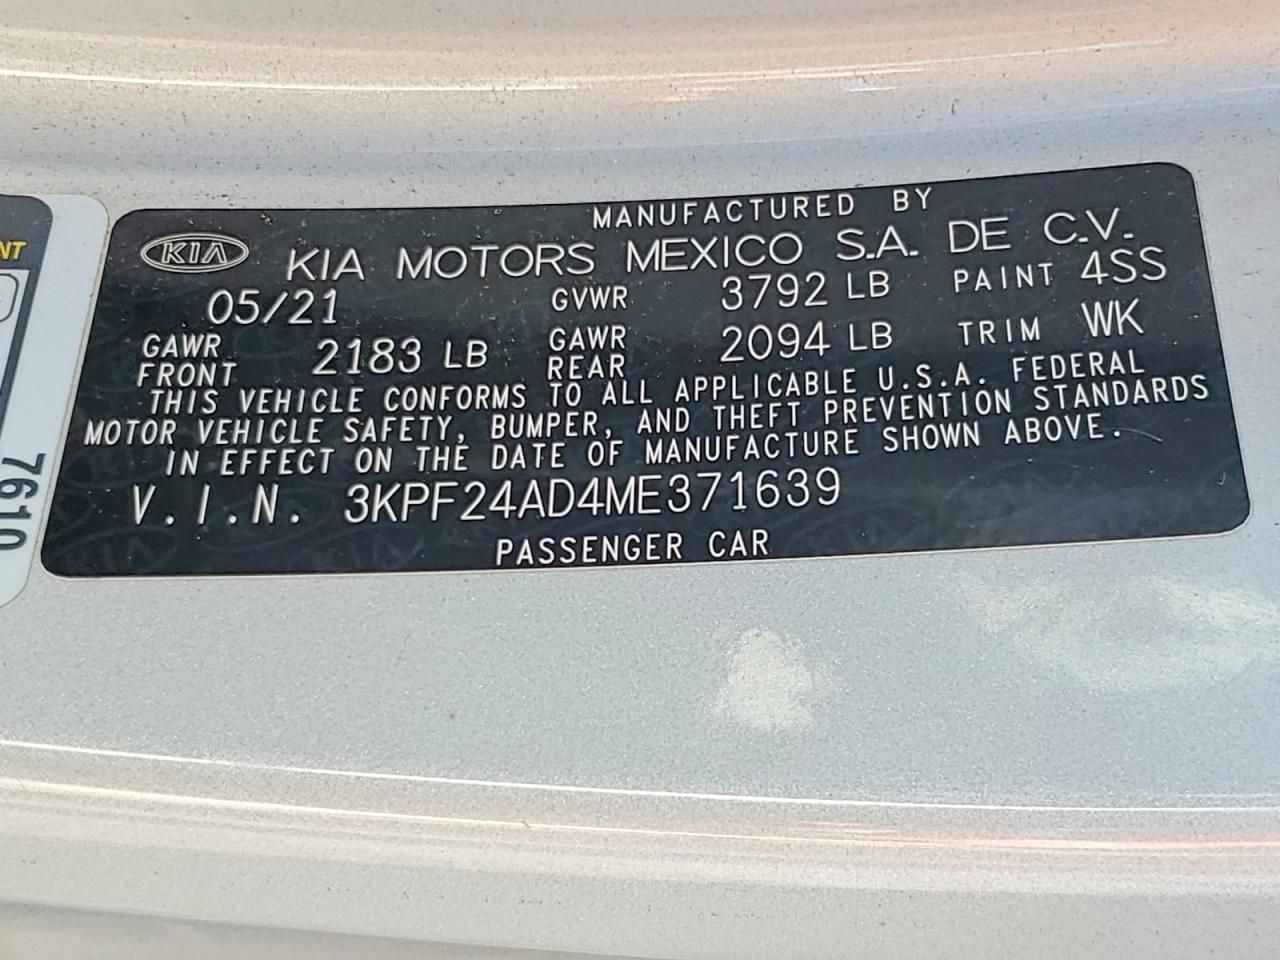 MANUFACTURED BY
KIA KIA MOTORS MEXICO S.A. DE C.V.
05/21 GVWR 3792 LB PAINT 4SS
GAWR FRONT 2183 LB GAWR REAR 2094 LB TRIM WK
THIS VEHICLE CONFORMS TO ALL APPLICABLE U.S.A. FEDERAL
MOTOR VEHICLE SAFETY, BUMPER, AND THEFT PREVENTION STANDARDS
IN EFFECT ON THE DATE OF MANUFACTURE SHOWN ABOVE.
V.I.N. 3KPF24AD4ME371639
PASSENGER CAR
NT
7610